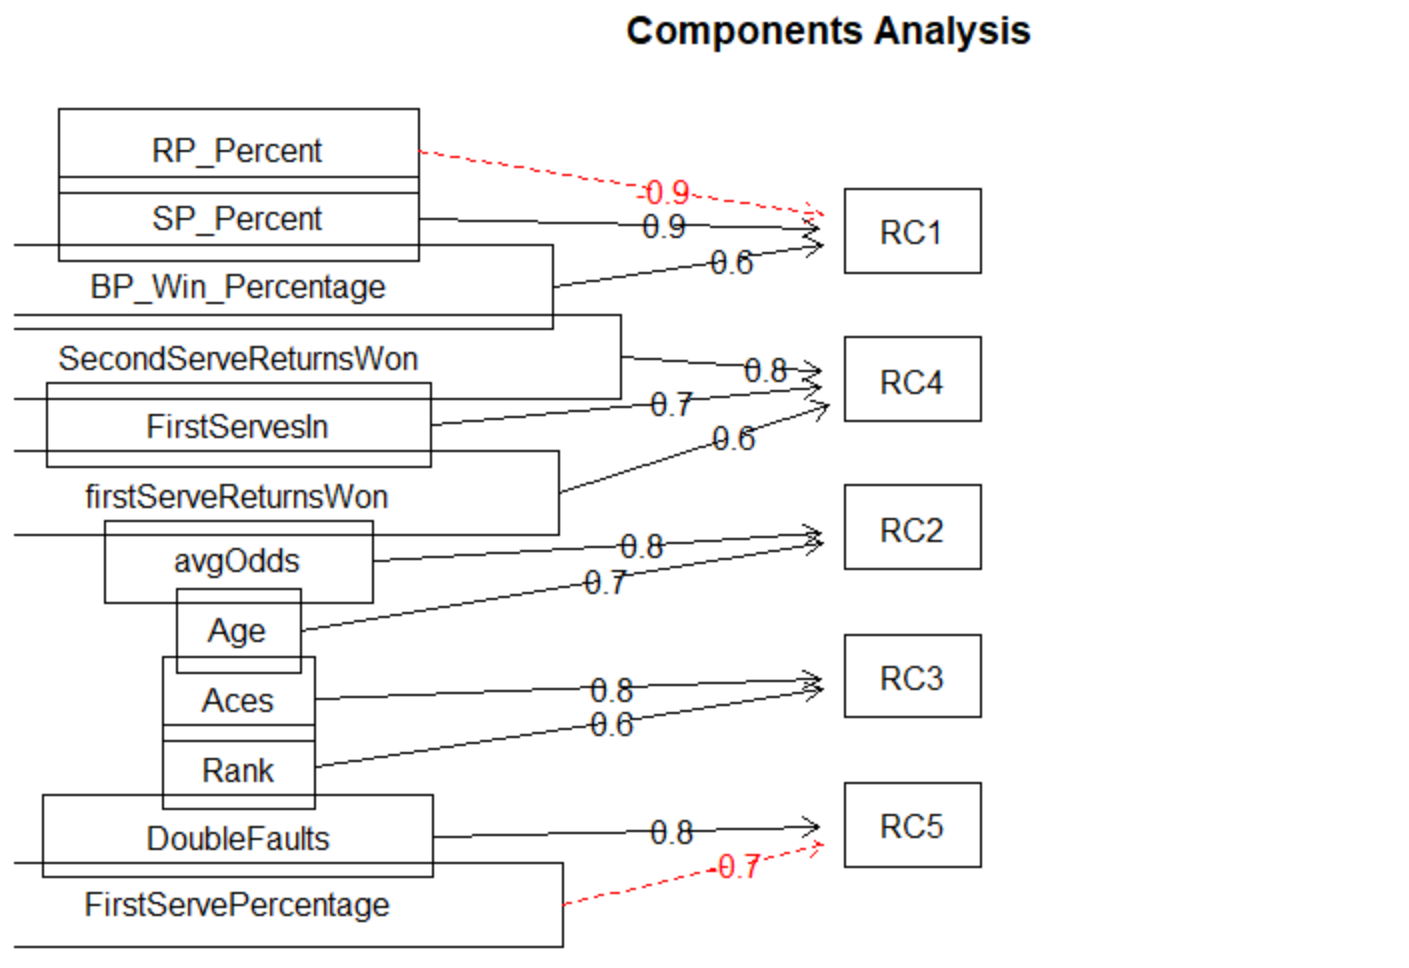 Components Analysis
RP_Percent
-0.9
SP_Percent
0.9
RC1
BP_Win_Percentage
0.6
SecondServeReturnsWon
0.8
RC4
FirstServesIn
0.7
firstServeReturnsWon
0.6
avgOdds
0.8
RC2
Age
0.7
Aces
0.8
RC3
Rank
0.6
DoubleFaults
0.8
RC5
FirstServePercentage
-0.7